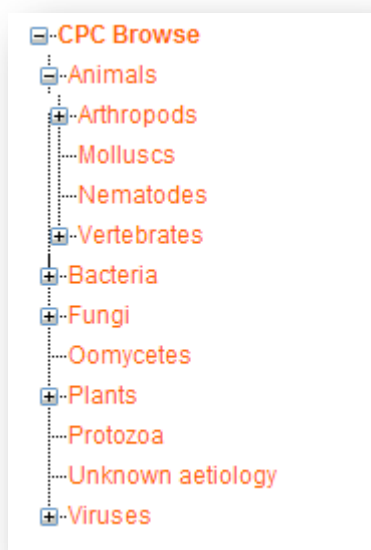 CPC Browse
Animals
Arthropods
Molluscs
Nematodes
Vertebrates
Bacteria
Fungi
Oomycetes
Plants
Protozoa
Unknown aetiology
Viruses